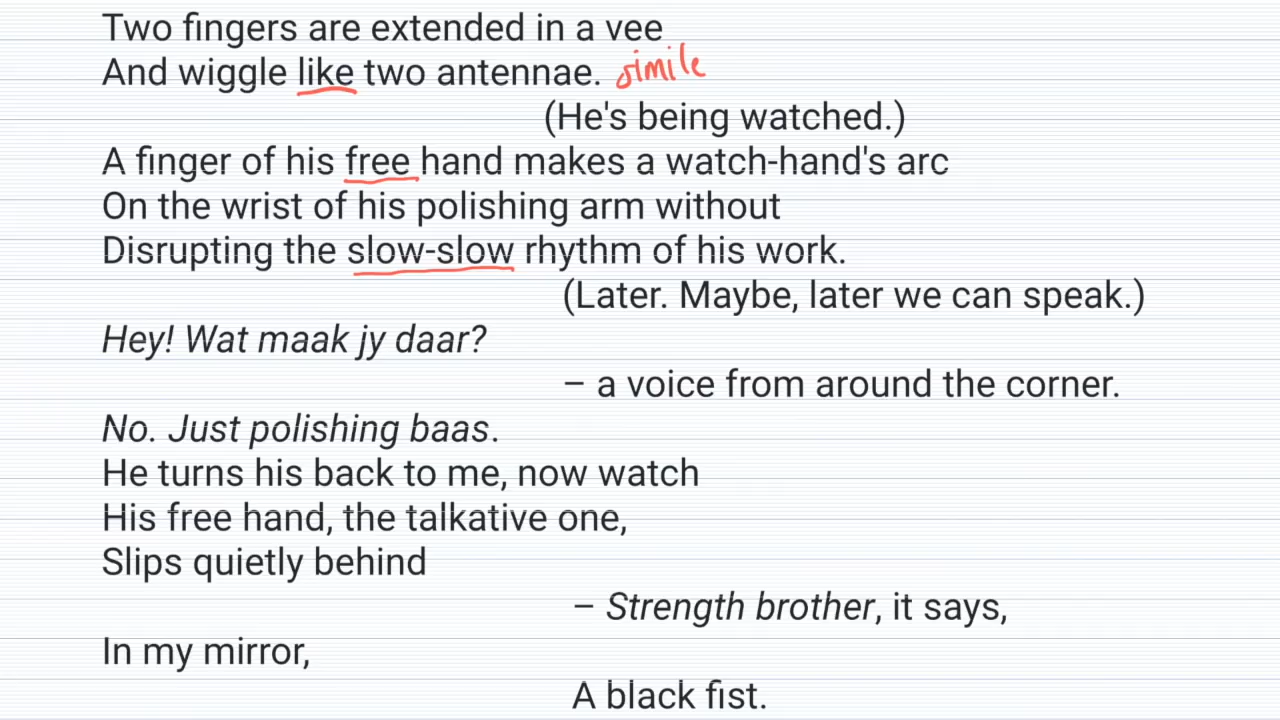 Two fingers are extended in a vee
And wiggle like two antennae. simile
(He's being watched.)
A finger of his free hand makes a watch-hand's arc
On the wrist of his polishing arm without
Disrupting the slow-slow rhythm of his work.
(Later. Maybe, later we can speak.)
Hey! Wat maak jy daar?
– a voice from around the corner.
No. Just polishing baas.
He turns his back to me, now watch
His free hand, the talkative one,
Slips quietly behind
– Strength brother, it says,
In my mirror,
A black fist.